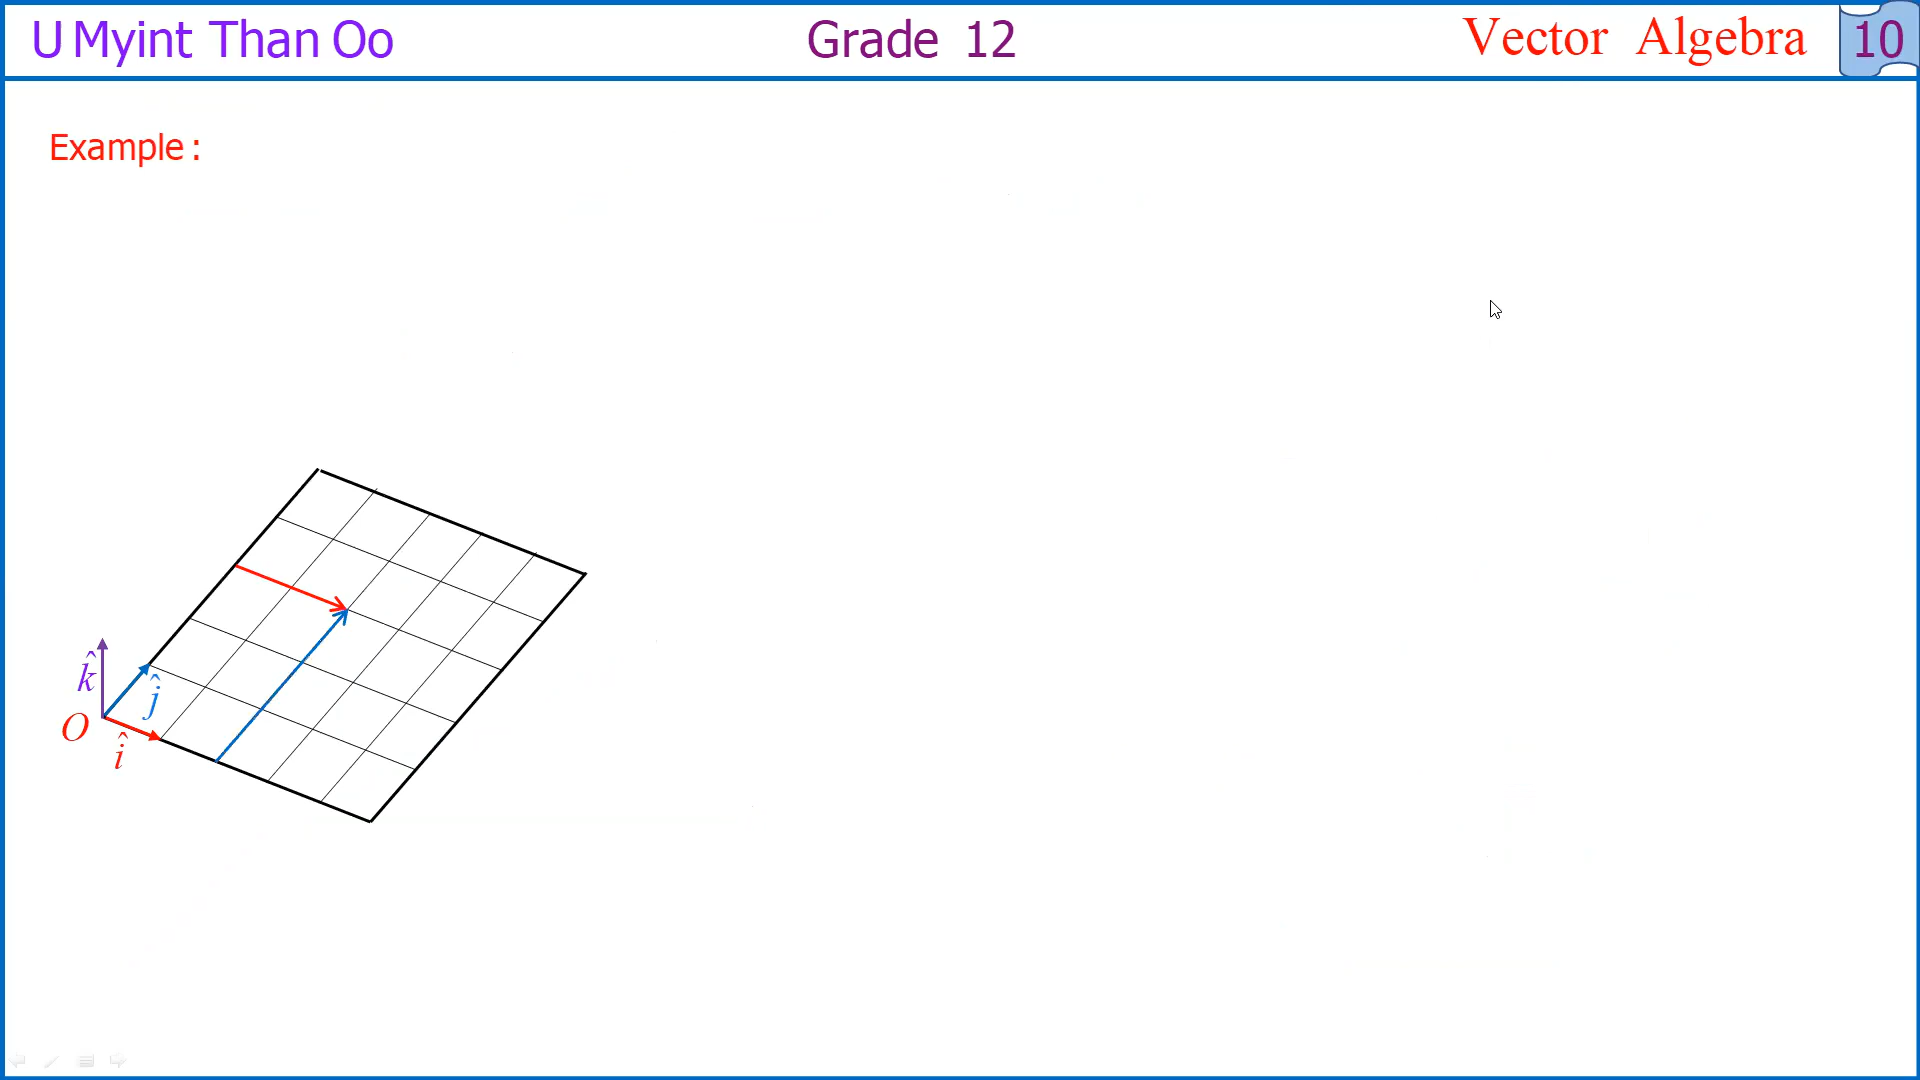 U Myint Than Oo Grade 12 Vector Algebra 10
Example :
k̂
ĵ
O
î